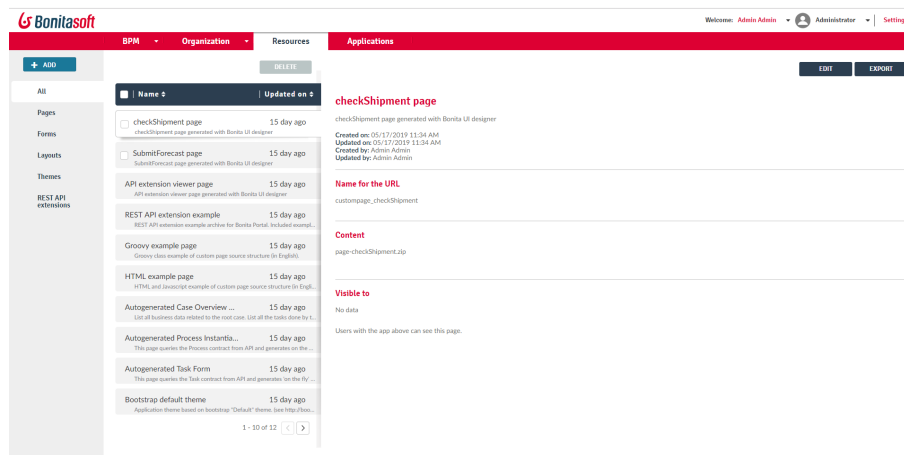 Bonitasoft
Welcome: Admin Admin Administrator Setting
BPM Organization Resources Applications
+ ADD
DELETE
EDIT EXPORT
All
Pages
Forms
Layouts
Themes
REST API
extensions
Name Updated on
checkShipment page 15 day ago
checkShipment page generated with Bonita UI designer
SubmitForecast page 15 day ago
SubmitForecast page generated with Bonita UI designer
API extension viewer page 15 day ago
API extension viewer page generated with Bonita UI designer
REST API extension example 15 day ago
REST API extension example archive for Bonita Portal. Included exampl...
Groovy example page 15 day ago
Groovy class example of custom page source structure (in English).
HTML example page 15 day ago
HTML and Javascript example of custom page source structure (in Engli...
Autogenerated Case Overview ... 15 day ago
List all business data related to the root case. List all the tasks done by t...
Autogenerated Process Instantia... 15 day ago
This page queries the Process contract from API and generates on the ...
Autogenerated Task Form 15 day ago
This page queries the Task contract from API and generates 'on the fly' ...
Bootstrap default theme 15 day ago
Application theme based on bootstrap "Default" theme. (see http://boo...
1 - 10 of 12
checkShipment page
checkShipment page generated with Bonita UI designer
Created on: 05/17/2019 11:34 AM
Updated on: 05/17/2019 11:34 AM
Created by: Admin Admin
Updated by: Admin Admin
Name for the URL
custompage_checkShipment
Content
page-checkShipment.zip
Visible to
No data
Users with the app above can see this page.